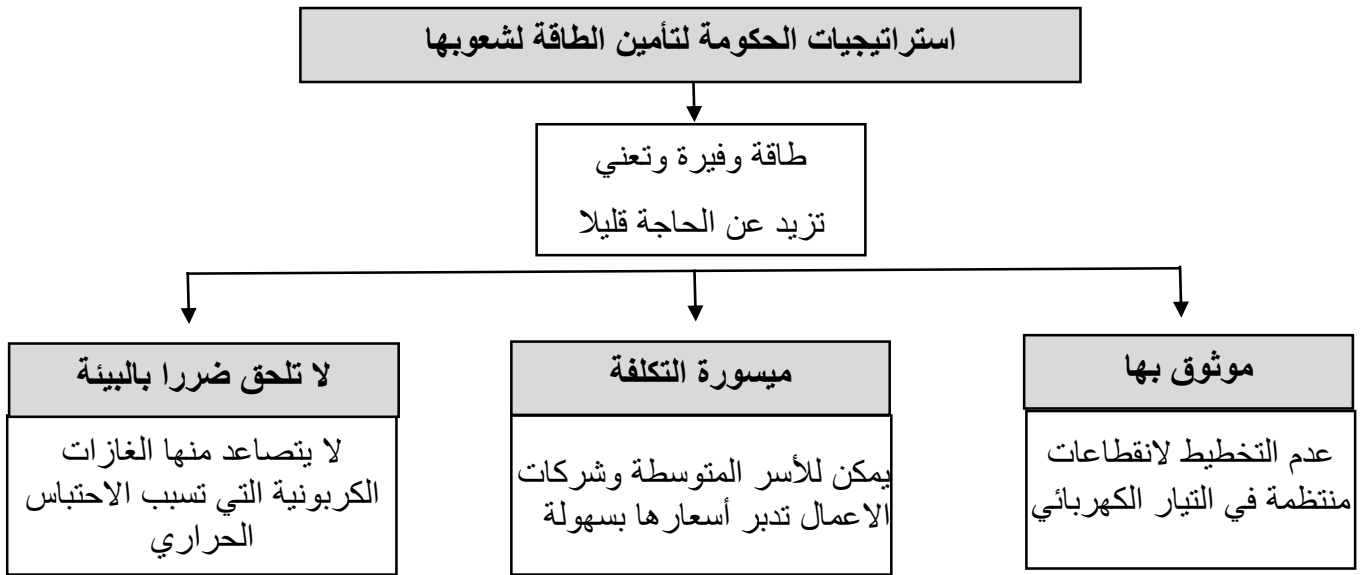 استراتيجيات الحكومة لتأمين الطاقة لشعوبها
طاقة وفيرة وتعني
تزيد عن الحاجة قليلا
موثوق بها
عدم التخطيط لانقطاعات
منتظمة في التيار الكهربائي
ميسورة التكلفة
يمكن للأسر المتوسطة وشركات
الاعمال تدبر أسعارها بسهولة
لا تلحق ضررا بالبيئة
لا يتصاعد منها الغازات
الكربونية التي تسبب الاحتباس
الحراري